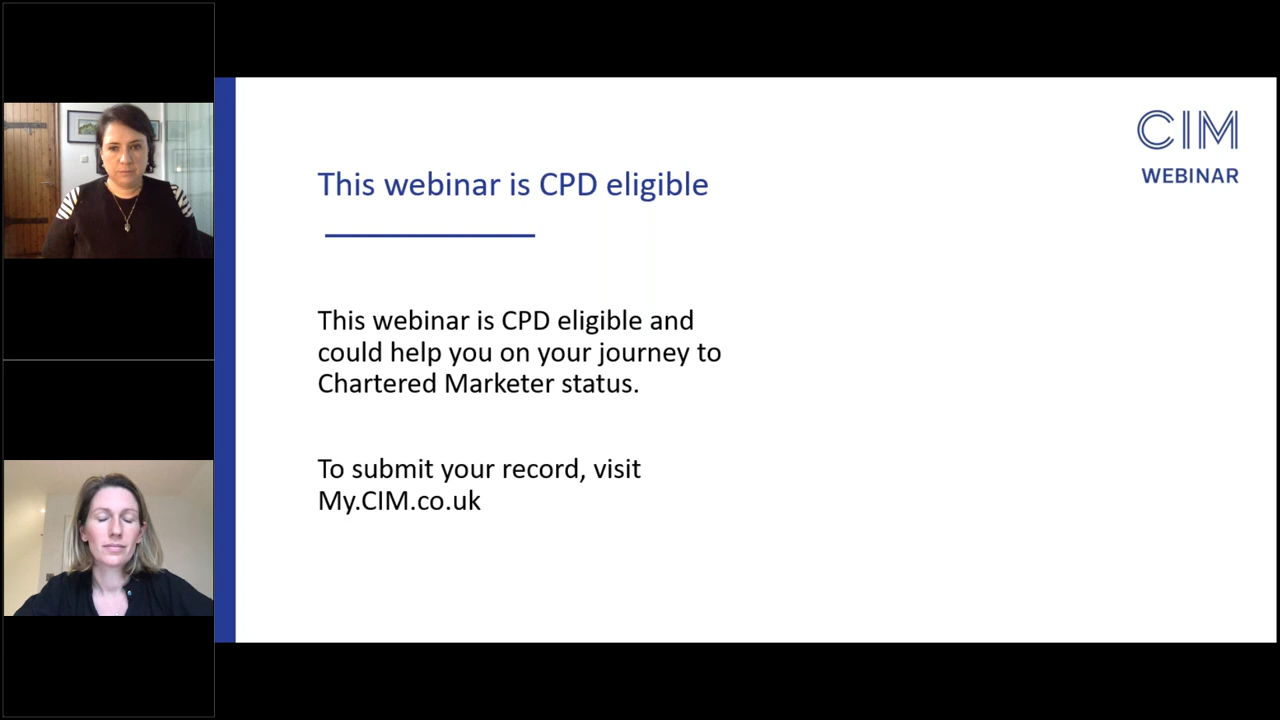 CIM
WEBINAR
This webinar is CPD eligible
This webinar is CPD eligible and
could help you on your journey to
Chartered Marketer status.
To submit your record, visit
My.CIM.co.uk